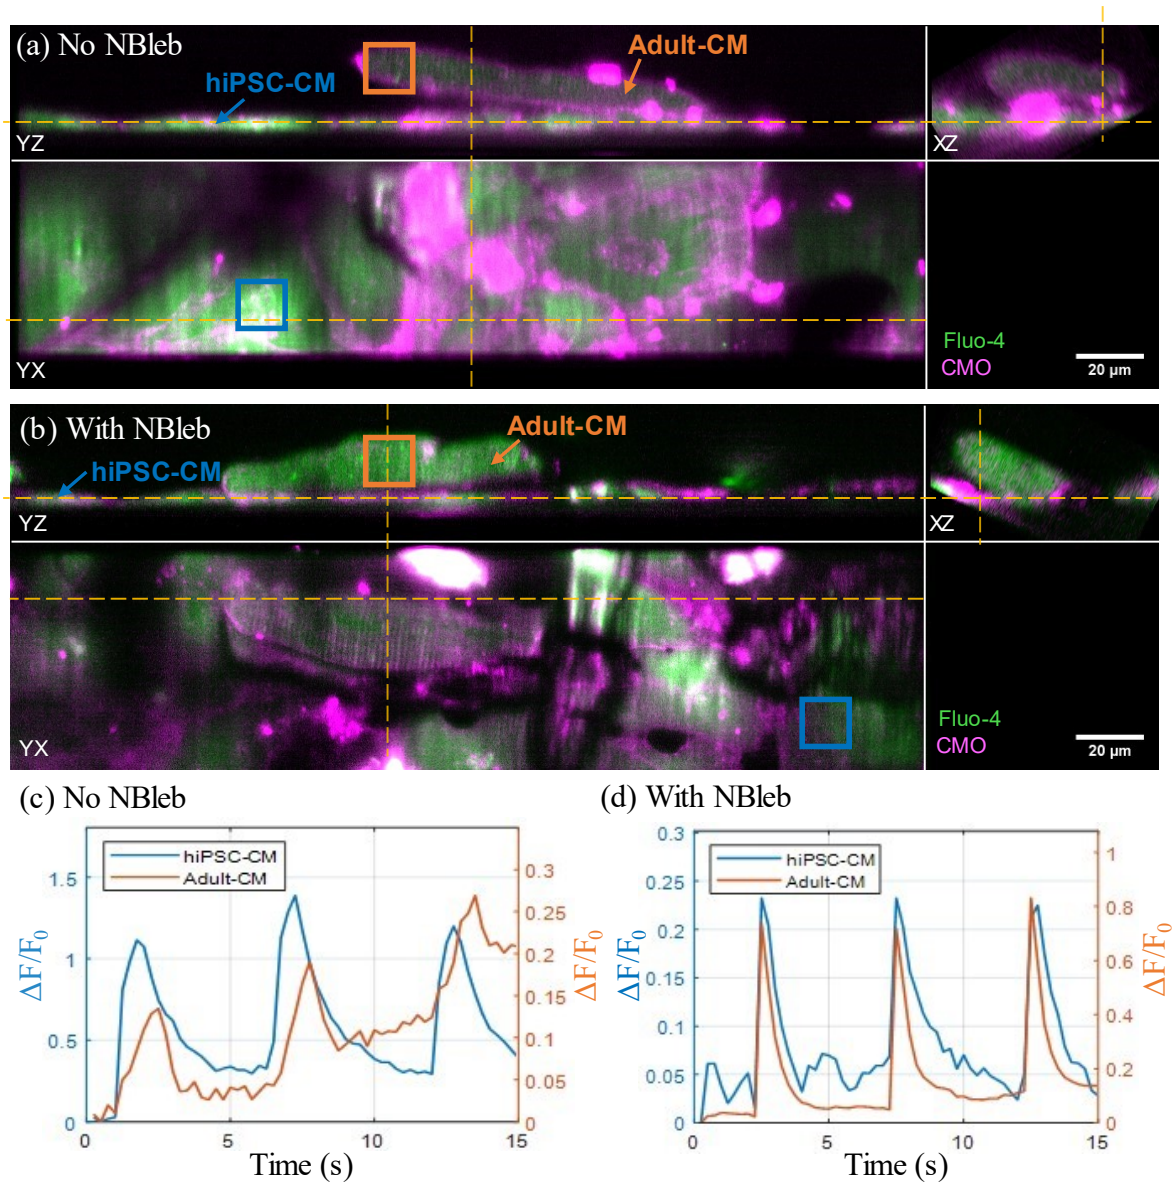 (a) No NBleb
Adult-CM
hiPSC-CM
YZ
XZ
YX
Fluo-4
CMO
20 µm
(b) With NBleb
Adult-CM
hiPSC-CM
YZ
XZ
YX
Fluo-4
CMO
20 µm
(c) No NBleb
hiPSC-CM
Adult-CM
ΔF/F0
1.5
1
0.5
0
0.3
0.25
0.2
0.15
0.1
0.05
0
ΔF/F0
0 5 10 15
Time (s)
(d) With NBleb
hiPSC-CM
Adult-CM
ΔF/F0
0.3
0.25
0.2
0.15
0.1
0.05
0
1
0.8
0.6
0.4
0.2
0
ΔF/F0
0 5 10 15
Time (s)